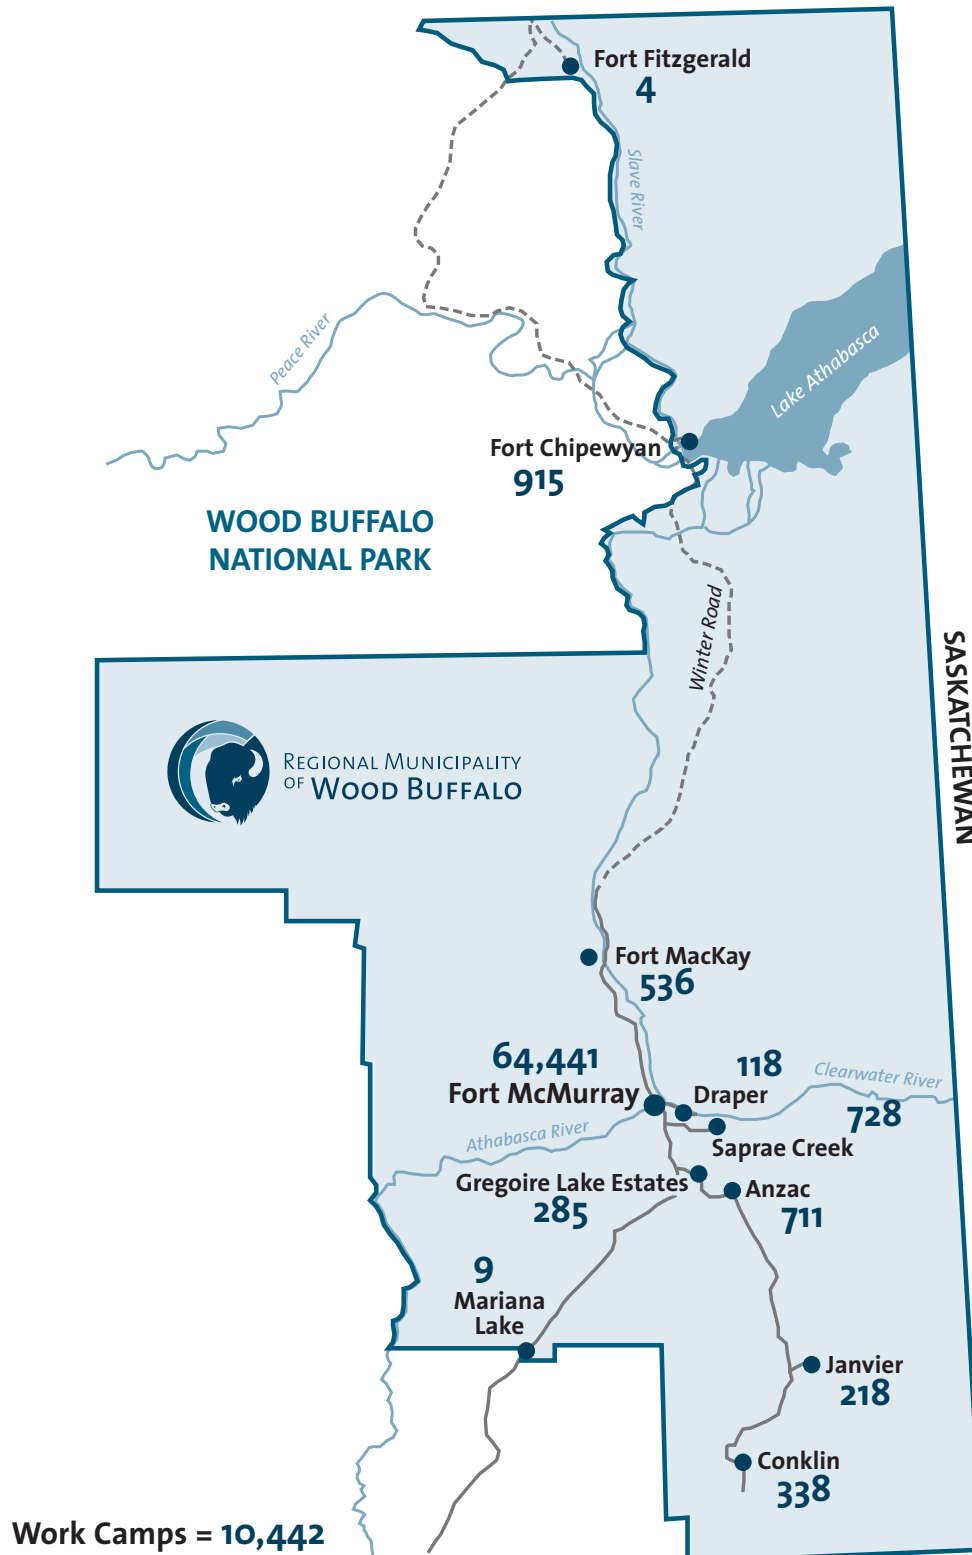 Fort Fitzgerald
4
Slave River
Peace River
Lake Athabasca
Fort Chipewyan
915
WOOD BUFFALO
NATIONAL PARK
Winter Road
SASKATCHEWAN
REGIONAL MUNICIPALITY
OF WOOD BUFFALO
Fort MacKay
536
64,441
Fort McMurray
118
Draper
Clearwater River
728
Saprae Creek
Athabasca River
Gregoire Lake Estates
285
Anzac
711
9
Mariana
Lake
Janvier
218
Conklin
338
Work Camps = 10,442